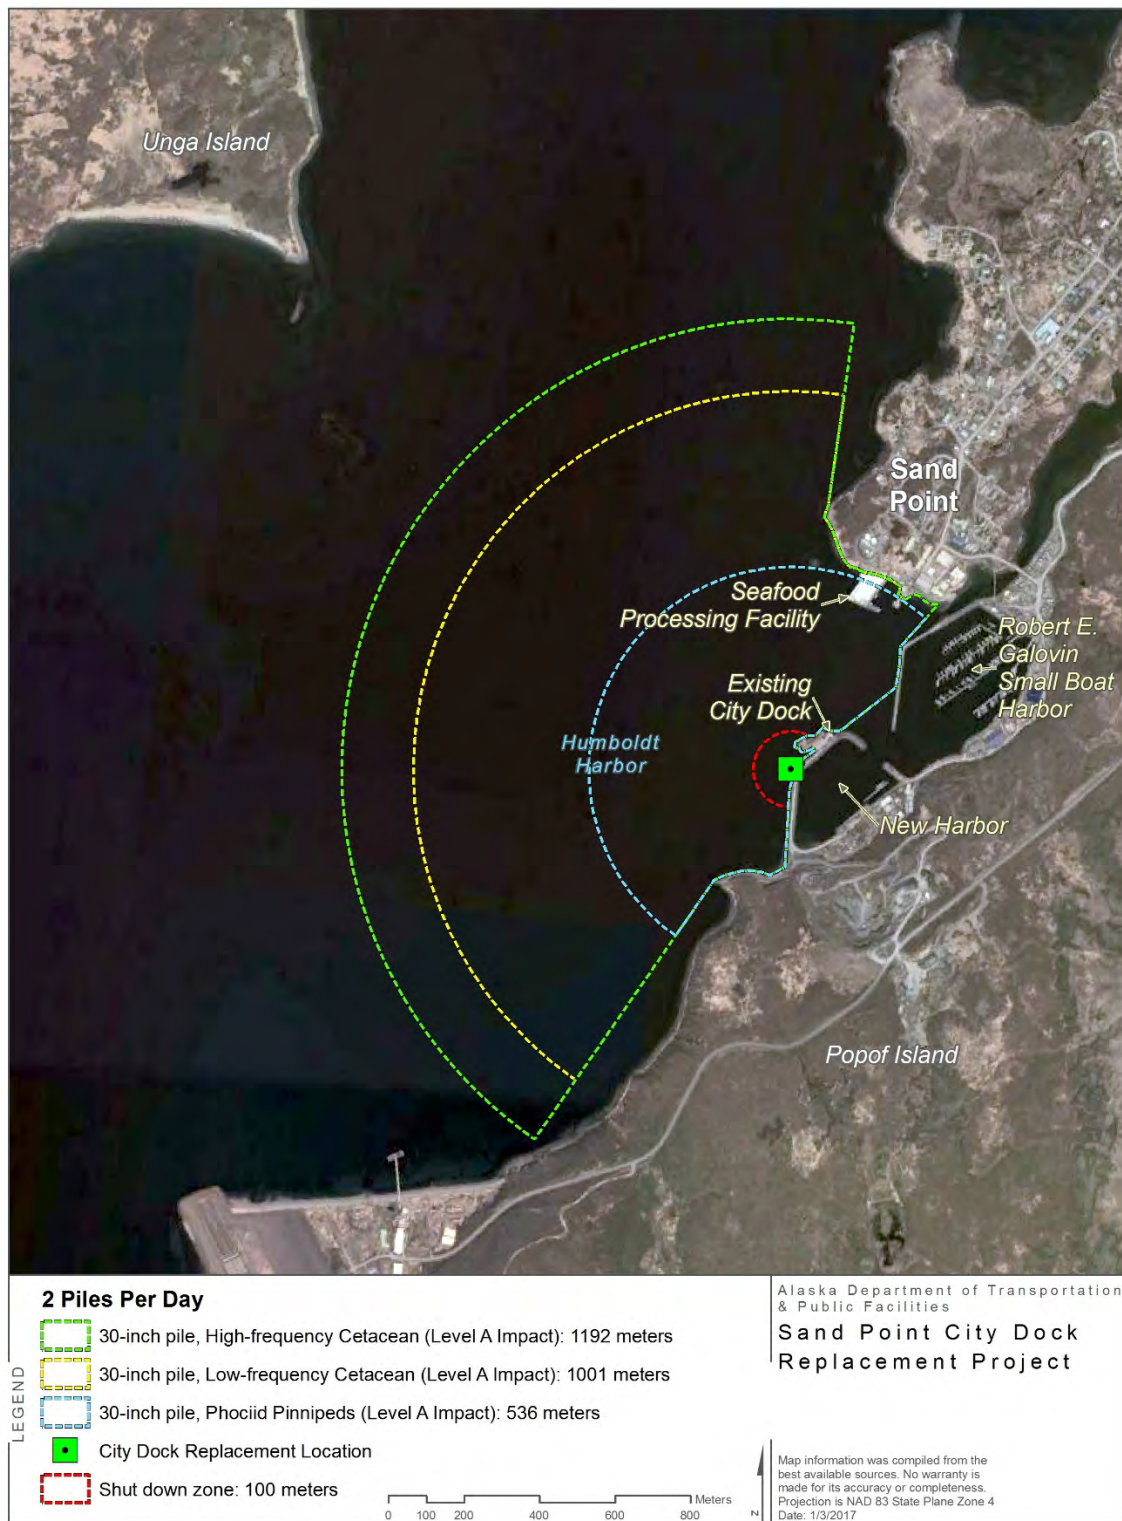 Unga Island
Sand
Point
Seafood
Processing Facility
Robert E.
Galovin
Small Boat
Harbor
Existing
City Dock
Humboldt
Harbor
New Harbor
Popof Island
LEGEND
2 Piles Per Day
30-inch pile, High-frequency Cetacean (Level A Impact): 1192 meters
30-inch pile, Low-frequency Cetacean (Level A Impact): 1001 meters
30-inch pile, Phociid Pinnipeds (Level A Impact): 536 meters
City Dock Replacement Location
Shut down zone: 100 meters
Meters
0 100 200 400 600 800
N
Alaska Department of Transportation
& Public Facilities
Sand Point City Dock
Replacement Project
Map information was compiled from the
best available sources. No warranty is
made for its accuracy or completeness.
Projection is NAD 83 State Plane Zone 4
Date: 1/3/2017